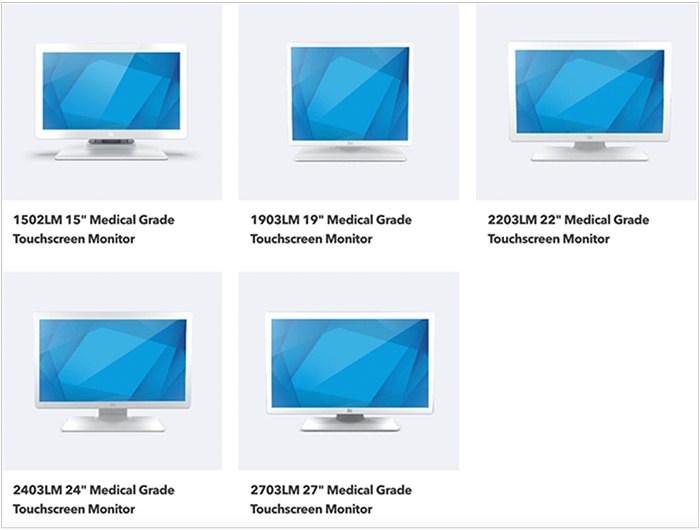 1502LM 15" Medical Grade
Touchscreen Monitor
1903LM 19" Medical Grade
Touchscreen Monitor
2203LM 22" Medical Grade
Touchscreen Monitor
2403LM 24" Medical Grade
Touchscreen Monitor
2703LM 27" Medical Grade
Touchscreen Monitor